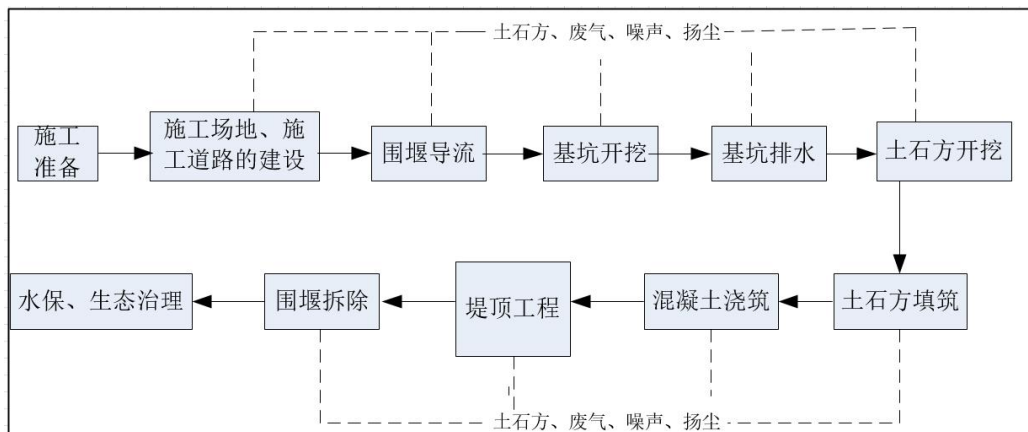 土石方、废气、噪声、扬尘
施工
准备
施工场地、施
工道路的建设
围堰导流
基坑开挖
基坑排水
土石方开挖
水保、生态治理
围堰拆除
堤顶工程
混凝土浇筑
土石方填筑
土石方、废气、噪声、扬尘